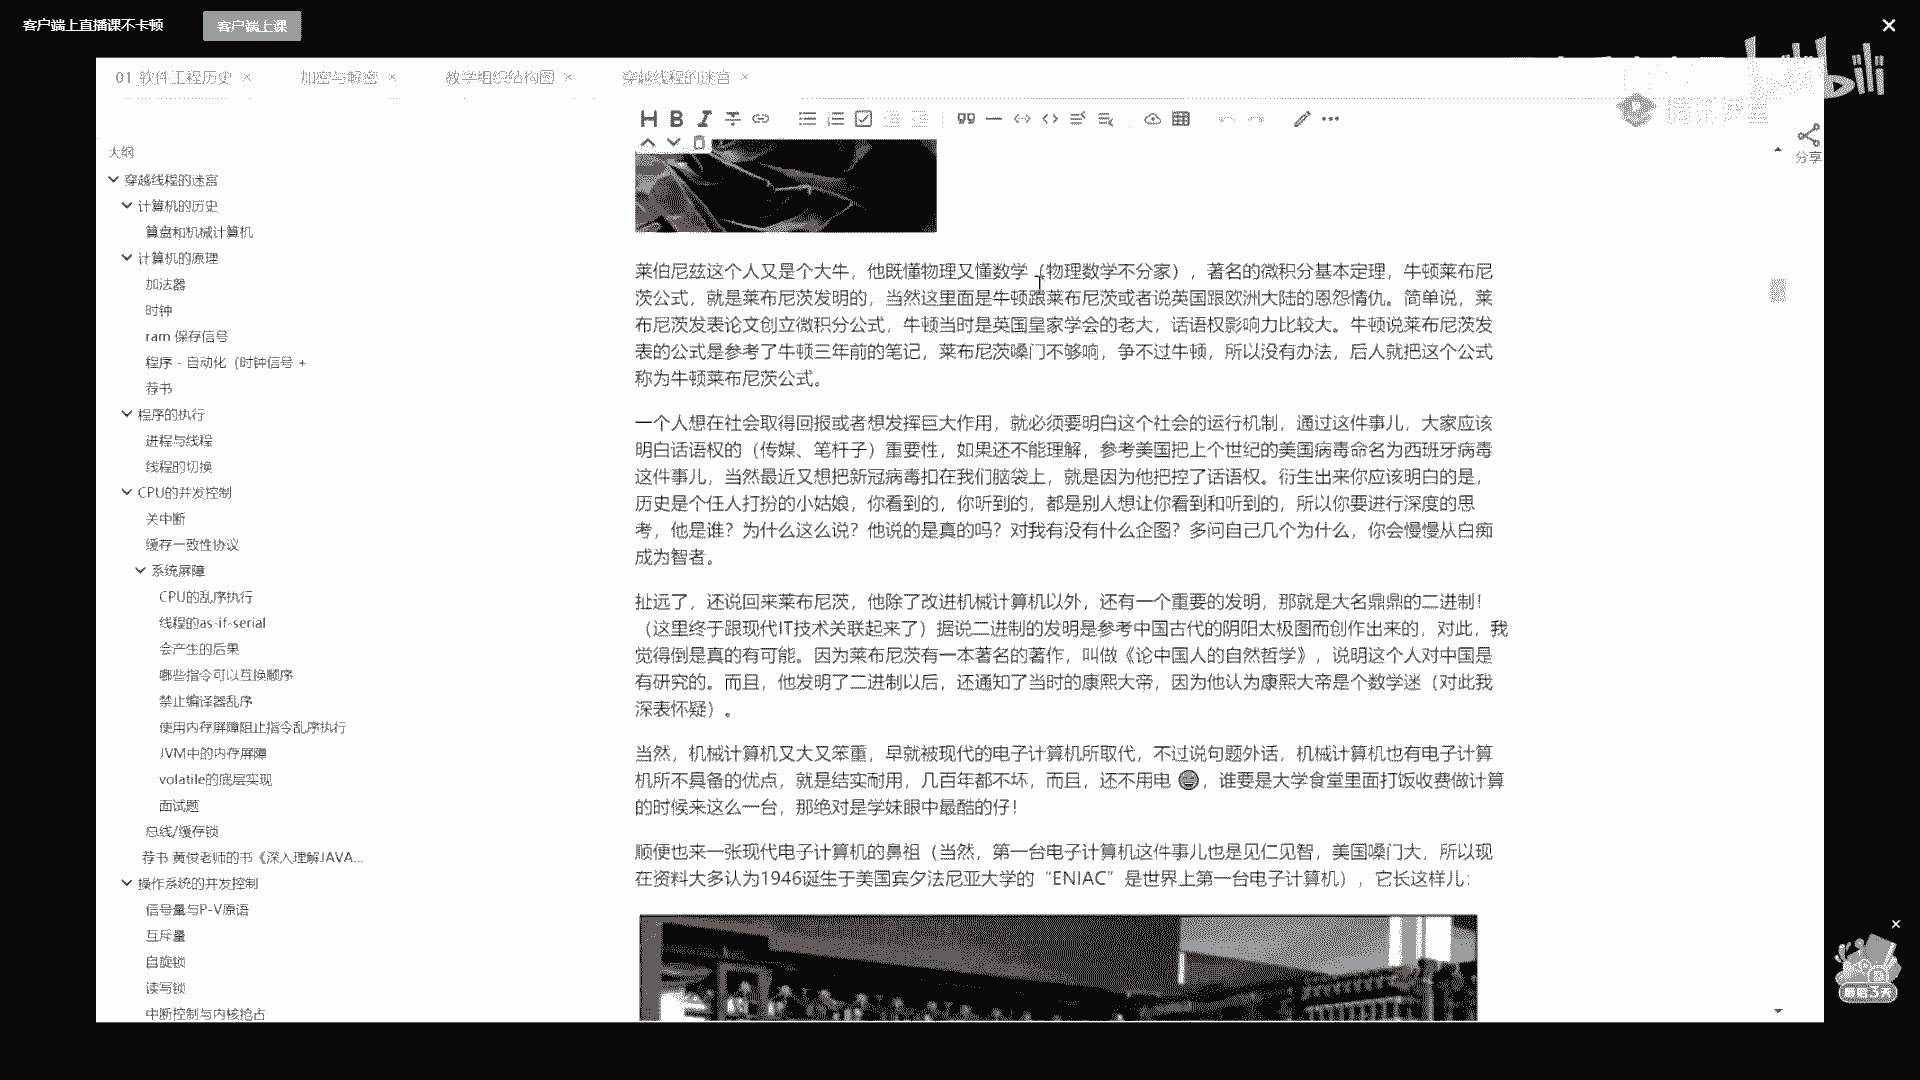 客户端上直播课不卡顿
客户端上课
01 软件工程历史
加密与解密
教学组织结构图
穿越线程的迷宫
bilibili
分享
大纲
穿越线程的迷宫
计算机的历史
算盘和机械计算机
计算机的原理
加法器
时钟
ram 保存信号
程序 - 自动化（时钟信号 +
荐书
程序的执行
进程与线程
线程的切换
CPU的并发控制
关中断
缓存一致性协议
系统屏障
CPU的乱序执行
线程的as-if-serial
会产生的后果
哪些指令可以互换顺序
禁止编译器乱序
使用内存屏障阻止指令乱序执行
JVM中的内存屏障
volatile的底层实现
面试题
总线/缓存锁
荐书 黄俊老师的书《深入理解JAVA...
操作系统的并发控制
信号量与P-V原语
互斥量
自旋锁
读写锁
中断控制与内核抢占
莱伯尼兹这个人又是个大牛，他既懂物理又懂数学（物理数学不分家），著名的微积分基本定理，牛顿莱布尼
茨公式，就是莱布尼茨发明的，当然这里面是牛顿跟莱布尼茨或者说英国跟欧洲大陆的恩怨情仇。简单说，莱
布尼茨发表论文创立微积分公式，牛顿当时是英国皇家学会的老大，话语权影响力比较大。牛顿说莱布尼茨发
表的公式是参考了牛顿三年前的笔记，莱布尼茨嗓门不够响，争不过牛顿，所以没有办法，后人就把这个公式
称为牛顿莱布尼茨公式。
一个人想在社会取得回报或者想发挥巨大作用，就必须要明白这个社会的运行机制，通过这件事儿，大家应该
明白话语权的（传媒、笔杆子）重要性，如果还不能理解，参考美国把上个世纪的美国病毒命名为西班牙病毒
这件事儿，当然最近又想把新冠病毒扣在我们脑袋上，就是因为他把控了话语权。衍生出来你应该明白的是，
历史是个任人打扮的小姑娘，你看到的，你听到的，都是别人想让你看到和听到的，所以你要进行深度的思
考，他是谁？为什么这么说？他说的是真的吗？对我有没有什么企图？多问自己几个为什么，你会慢慢从白痴
成为智者。
扯远了，还说回来莱布尼茨，他除了改进机械计算机以外，还有一个重要的发明，那就是大名鼎鼎的二进制！
（这里终于跟现代IT技术关联起来了）据说二进制的发明是参考中国古代的阴阳太极图而创作出来的，对此，我
觉得倒是真的有可能。因为莱布尼茨有一本著名的著作，叫做《论中国人的自然哲学》，说明这个人对中国是
有研究的。而且，他发明了二进制以后，还通知了当时的康熙大帝，因为他认为康熙大帝是个数学迷（对此我
深表怀疑）。
当然，机械计算机又大又笨重，早就被现代的电子计算机所取代，不过说句题外话，机械计算机也有电子计算
机所不具备的优点，就是结实耐用，几百年都不坏，而且，还不用电 ，谁要是大学食堂里面打饭收费做计算
的时候来这么一台，那绝对是学妹眼中最酷的仔！
顺便也来一张现代电子计算机的鼻祖（当然，第一台电子计算机这件事儿也是见仁见智，美国嗓门大，所以现
在资料大多认为1946诞生于美国宾夕法尼亚大学的“ENIAC”是世界上第一台电子计算机），它长这样儿：